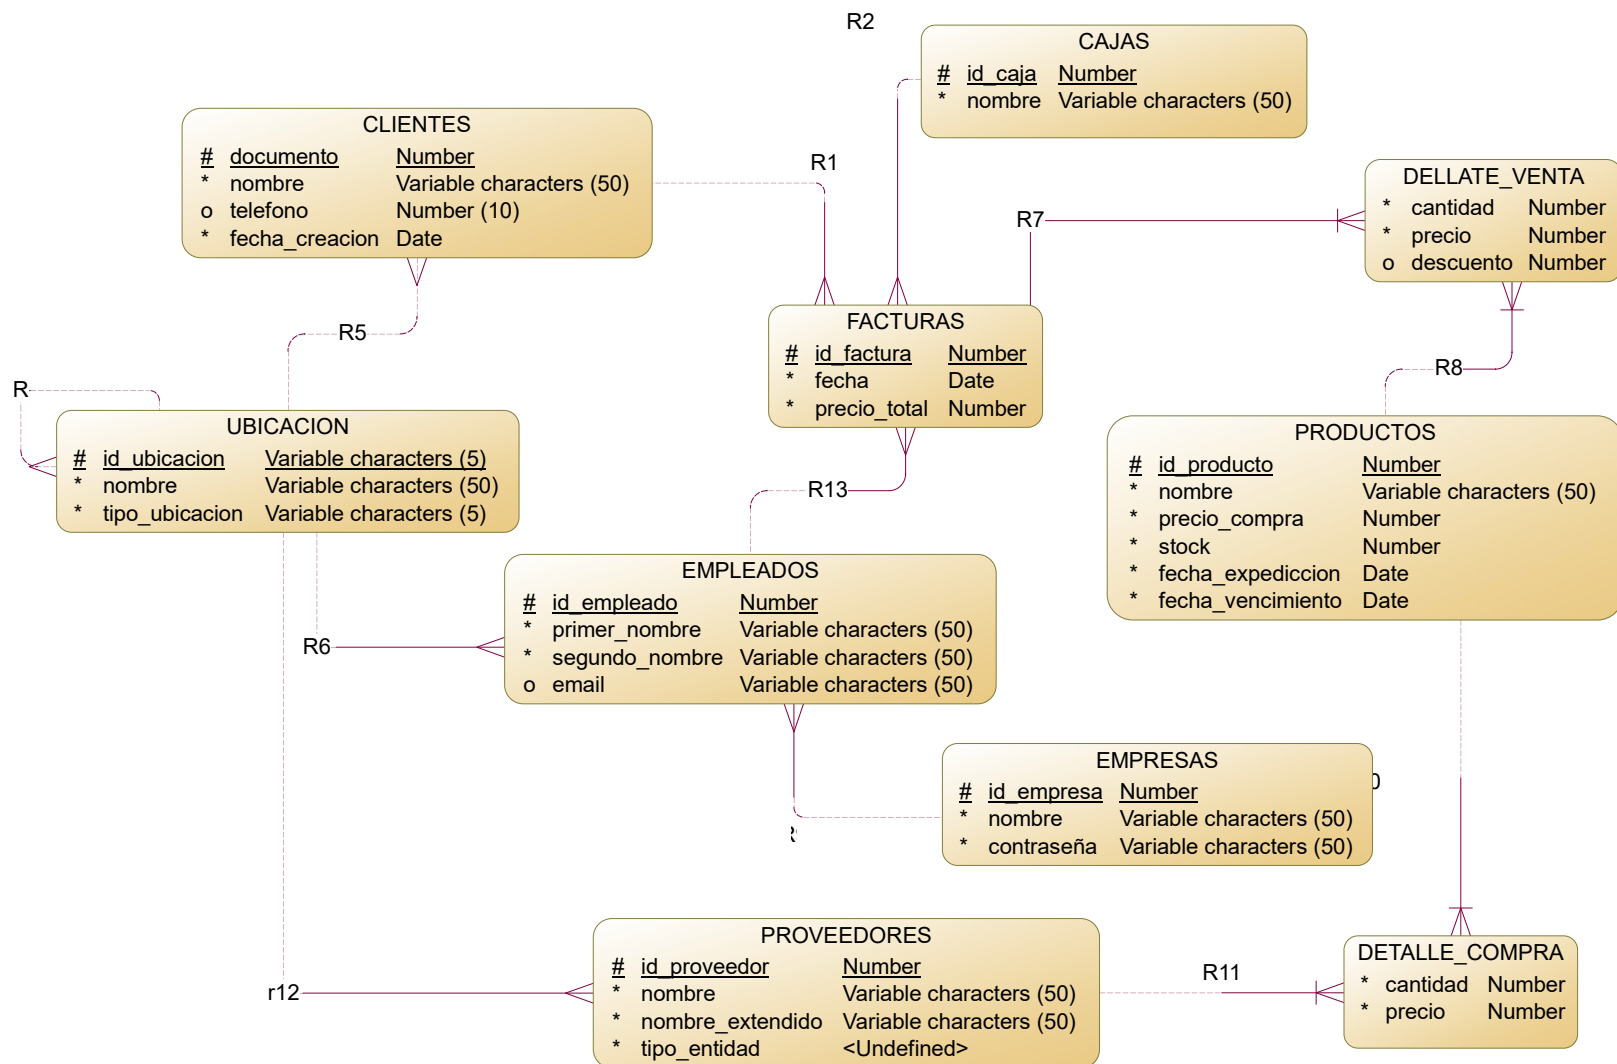 R2
CAJAS
# id_caja Number
* nombre Variable characters (50)
CLIENTES
# documento Number
* nombre Variable characters (50)
o telefono Number (10)
* fecha_creacion Date
R1
DELLATE_VENTA
* cantidad Number
* precio Number
o descuento Number
R7
R5
FACTURAS
# id_factura Number
* fecha Date
* precio_total Number
R8
R
UBICACION
# id_ubicacion Variable characters (5)
* nombre Variable characters (50)
* tipo_ubicacion Variable characters (5)
PRODUCTOS
# id_producto Number
* nombre Variable characters (50)
* precio_compra Number
* stock Number
* fecha_expediccion Date
* fecha_vencimiento Date
R13
EMPLEADOS
# id_empleado Number
* primer_nombre Variable characters (50)
* segundo_nombre Variable characters (50)
o email Variable characters (50)
R6
EMPRESAS
# id_empresa Number
* nombre Variable characters (50)
* contraseña Variable characters (50)
PROVEEDORES
# id_proveedor Number
* nombre Variable characters (50)
* nombre_extendido Variable characters (50)
* tipo_entidad <Undefined>
r12
R11
DETALLE_COMPRA
* cantidad Number
* precio Number